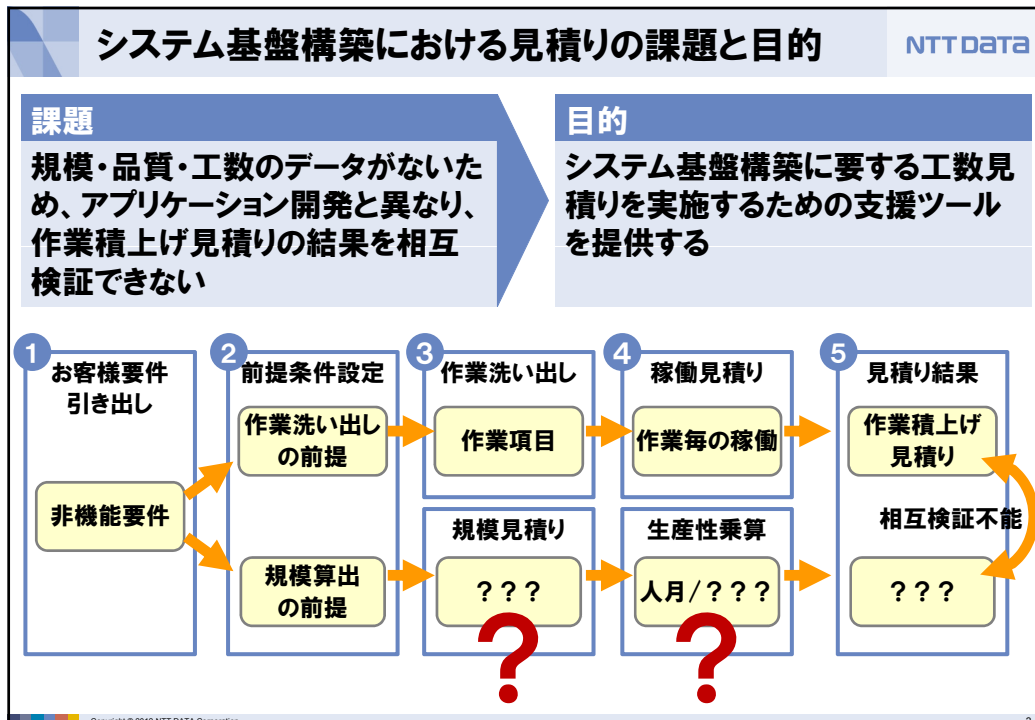 システム基盤構築における見積りの課題と目的
NTT DATA
課題
規模・品質・工数のデータがないた
め、アプリケーション開発と異なり、
作業積上げ見積りの結果を相互
検証できない
目的
システム基盤構築に要する工数見
積りを実施するための支援ツール
を提供する
1
お客様要件
引き出し
非機能要件
2
前提条件設定
作業洗い出し
の前提
規模算出
の前提
3
作業洗い出し
作業項目
規模見積り
???
?
4
稼働見積り
作業毎の稼働
生産性乗算
人月/???
?
5
見積り結果
作業積上げ
見積り
相互検証不能
???